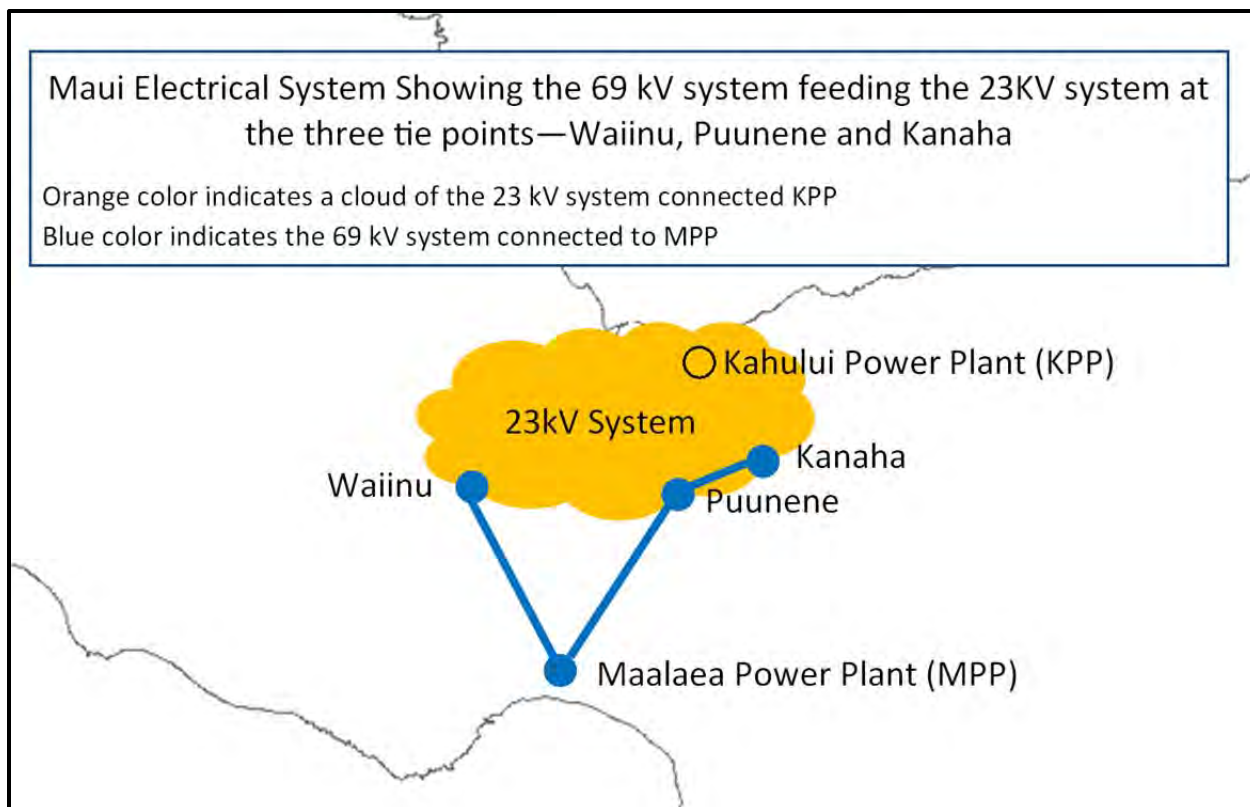 Maui Electrical System Showing the 69 kV system feeding the 23KV system at
the three tie points—Waiinu, Puunene and Kanaha
Orange color indicates a cloud of the 23 kV system connected KPP
Blue color indicates the 69 kV system connected to MPP
Kahului Power Plant (KPP)
23kV System
Kanaha
Waiinu
Puunene
Maalaea Power Plant (MPP)